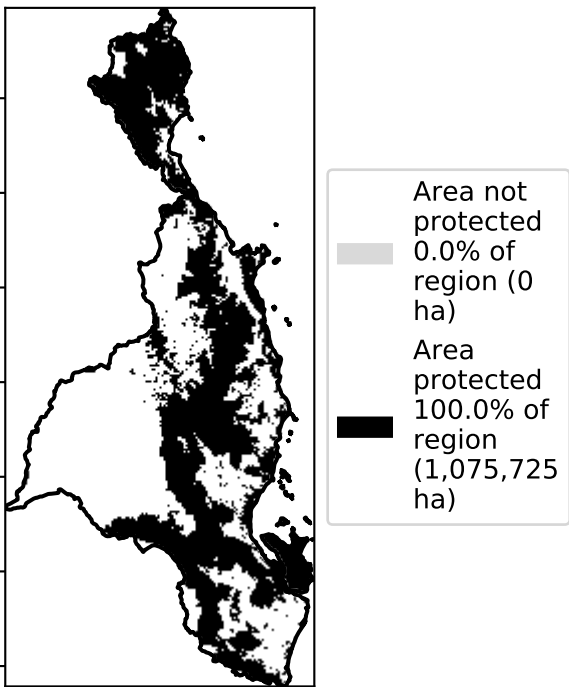 Area not
protected
0.0% of
region (0
ha)
Area
protected
100.0% of
region
(1,075,725
ha)